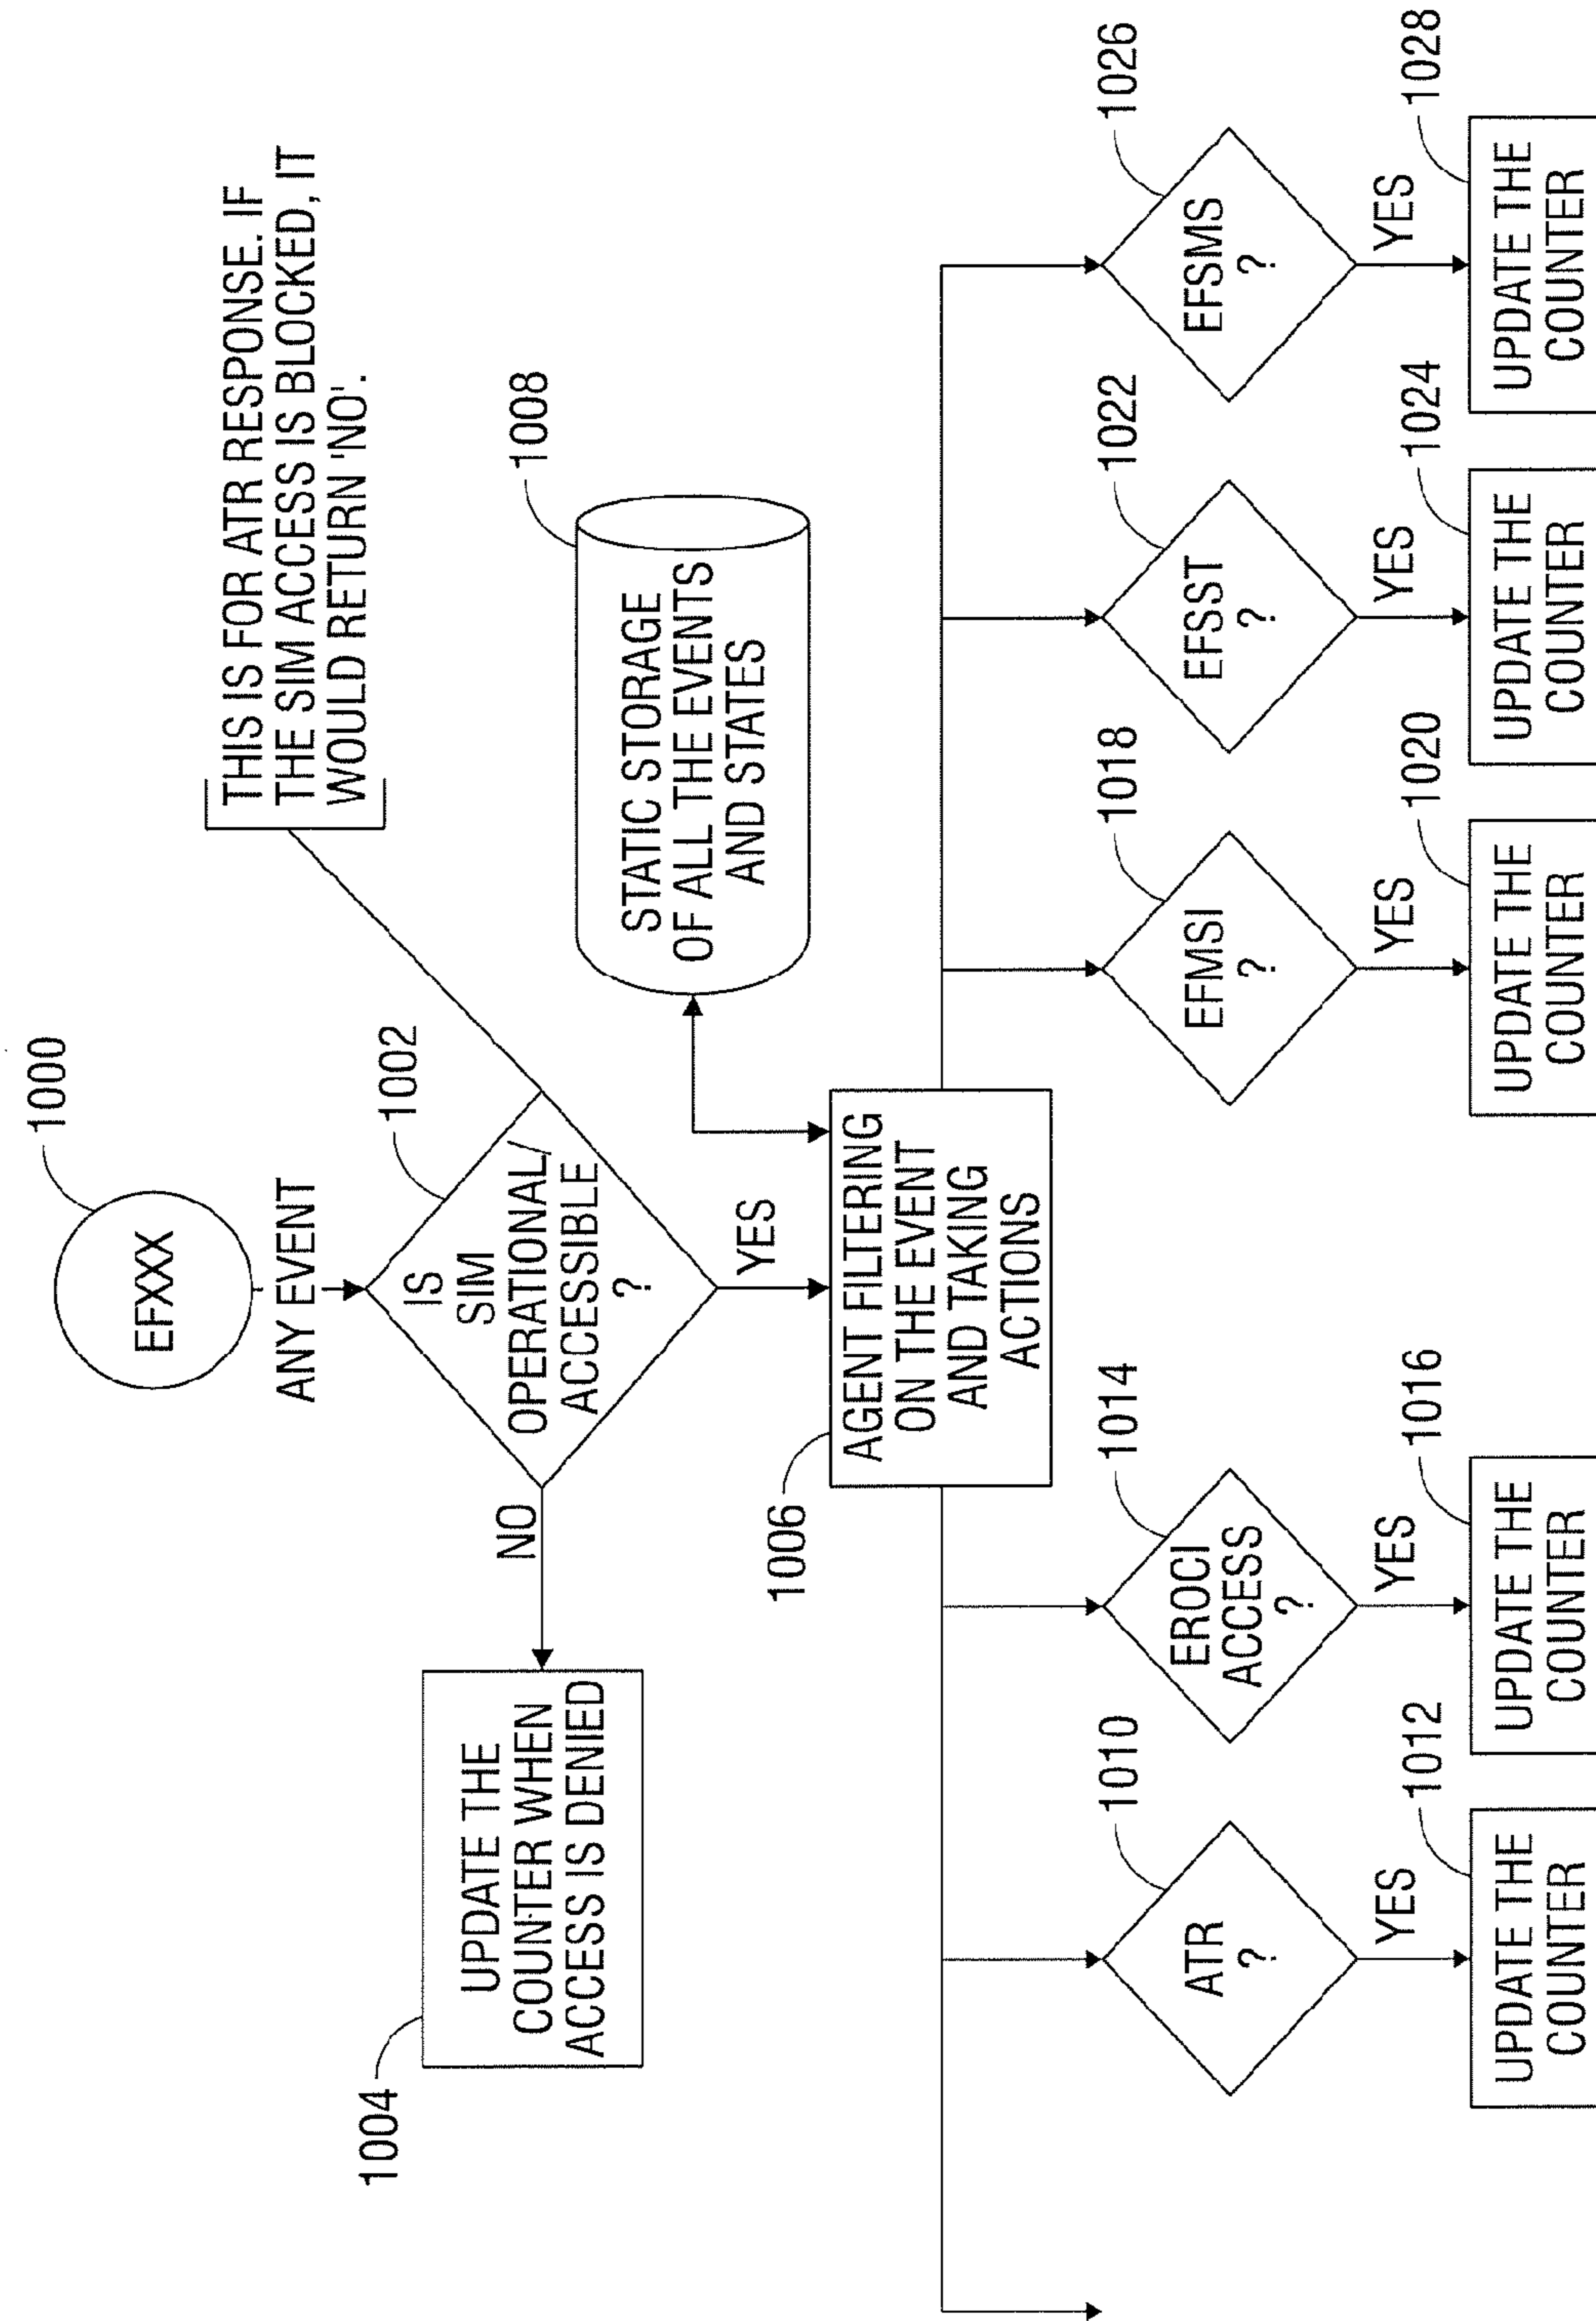 1000
EFXXX
ANY EVENT
THIS IS FOR ATR RESPONSE. IF
THE SIM ACCESS IS BLOCKED, IT
WOULD RETURN 'NO'.
1002
IS
SIM
OPERATIONAL/
ACCESSIBLE
?
NO
YES
1004
UPDATE THE
COUNTER WHEN
ACCESS IS DENIED
1008
STATIC STORAGE
OF ALL THE EVENTS
AND STATES
1006
AGENT FILTERING
ON THE EVENT
AND TAKING
ACTIONS
1010
ATR
?
YES
1012
UPDATE THE
COUNTER
1014
EROCI
ACCESS
?
YES
1016
UPDATE THE
COUNTER
1018
EFMSI
?
YES
1020
UPDATE THE
COUNTER
1022
EFSST
?
YES
1024
UPDATE THE
COUNTER
1026
EFSMS
?
YES
1028
UPDATE THE
COUNTER